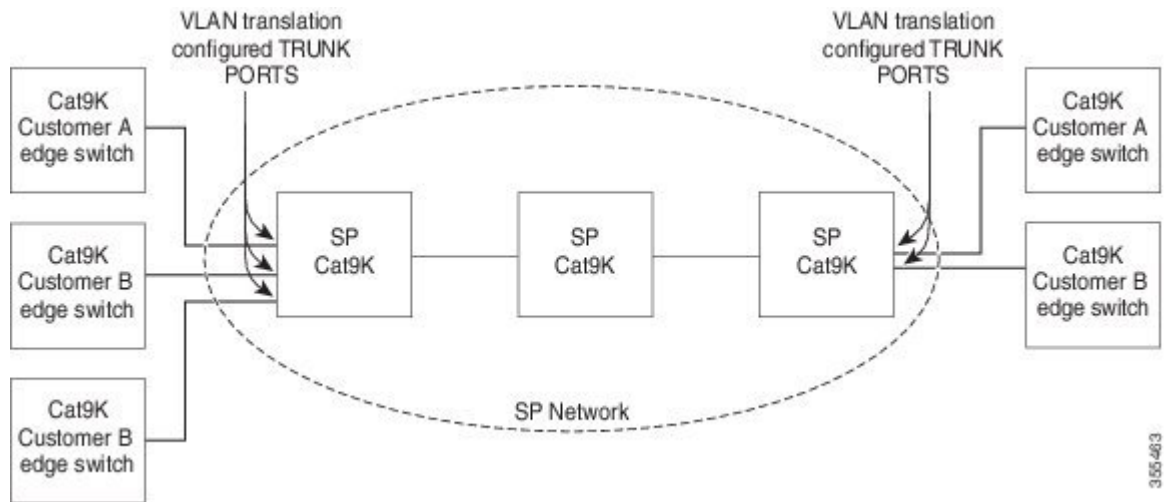 VLAN translation
configured TRUNK
PORTS
VLAN translation
configured TRUNK
PORTS
Cat9K
Customer A
edge switch
Cat9K
Customer A
edge switch
SP
Cat9K
SP
Cat9K
SP
Cat9K
Cat9K
Customer B
edge switch
Cat9K
Customer B
edge switch
Cat9K
Customer B
edge switch
SP Network
355463